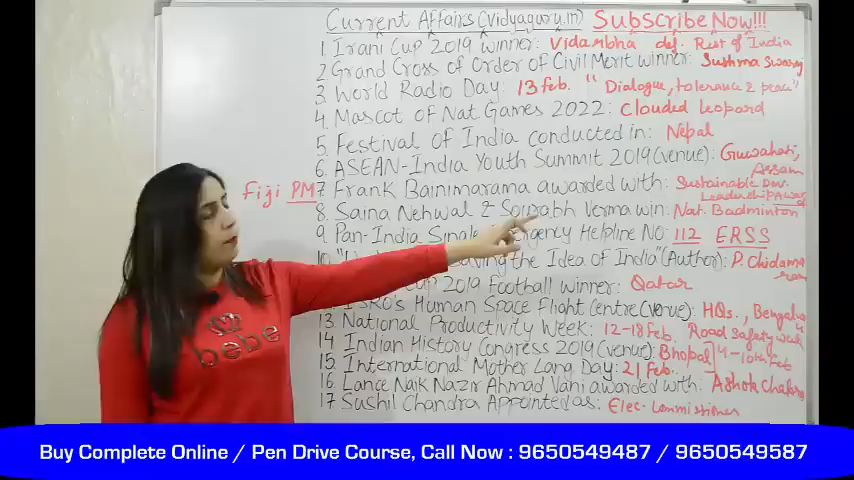 Current Affairs (Vidyaguru.in) Subscribe Now!!!
1 Irani Cup 2019 winner: Vidarbha def. Rest of India
2 Grand Cross of Order of Civil Merit winner: Sushma Swaraj
3. World Radio Day: 13 Feb. "Dialogue, tolerance & peace"
4. Mascot of Nat Games 2022: Clouded Leopard
5. Festival of India conducted in: Nepal
6. ASEAN-India Youth Summit 2019 (venue): Guwahati, Assam
Fiji PM 7. Frank Bainimarama awarded with: Sustainable Dev. Leadership Award
8. Saina Nehwal & Sourabh Verma win: Nat. Badminton
9. Pan-India Single Helpline No: 112 ERSS
10. Saving the Idea of India" (Author): P. Chidamaram
Cup 2019 Football winner: Qatar
ISRO's Human Space Flight Centre (venue): HQs., Bengaluru
13. National Productivity Week: 12-18 Feb. Road Safety week
14 Indian History Congress 2019 (venue): Bhopal 4-10th Feb
15. International Mother Lang Day: 21 Feb.
16. Lance Naik Nazir Ahmad Vani awarded with: Ashok Chakra
17 Sushil Chandra Appointed as: Elec. Commissioner
bebe
Buy Complete Online / Pen Drive Course, Call Now : 9650549487 / 9650549587